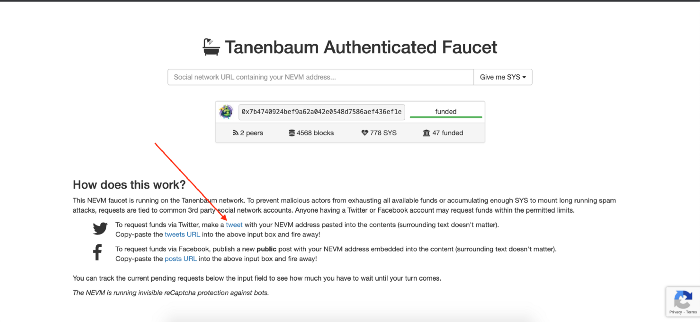 Tanenbaum Authenticated Faucet
Social network URL containing your NEVM address...
Give me SYS
0x7b4740924bef9a62a042e0548d7586aef436ef1e
funded
2 peers
4568 blocks
778 SYS
47 funded
How does this work?
This NEVM faucet is running on the Tanenbaum network. To prevent malicious actors from exhausting all available funds or accumulating enough SYS to mount long running spam
attacks, requests are tied to common 3rd party social network accounts. Anyone having a Twitter or Facebook account may request funds within the permitted limits.
To request funds via Twitter, make a tweet with your NEVM address pasted into the contents (surrounding text doesn't matter).
Copy-paste the tweets URL into the above input box and fire away!
To request funds via Facebook, publish a new public post with your NEVM address embedded into the content (surrounding text doesn't matter).
Copy-paste the posts URL into the above input box and fire away!
You can track the current pending requests below the input field to see how much you have to wait until your turn comes.
The NEVM is running invisible reCaptcha protection against bots.
Privacy - Terms